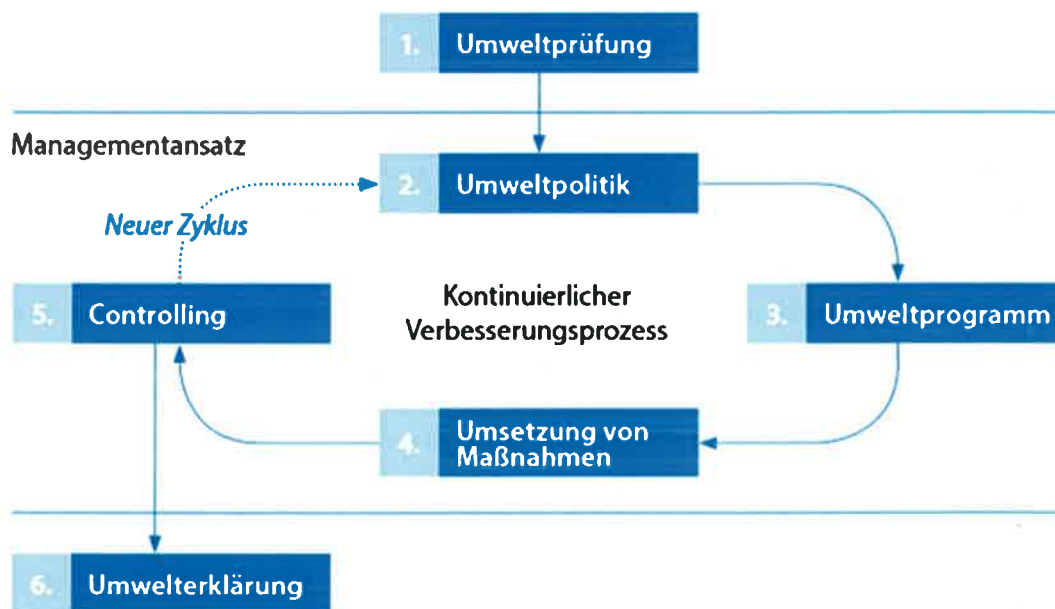 1. Umweltprüfung
Managementansatz
2. Umweltpolitik
Neuer Zyklus
5. Controlling
Kontinuierlicher
Verbesserungsprozess
3. Umweltprogramm
4. Umsetzung von
Maßnahmen
6. Umwelterklärung